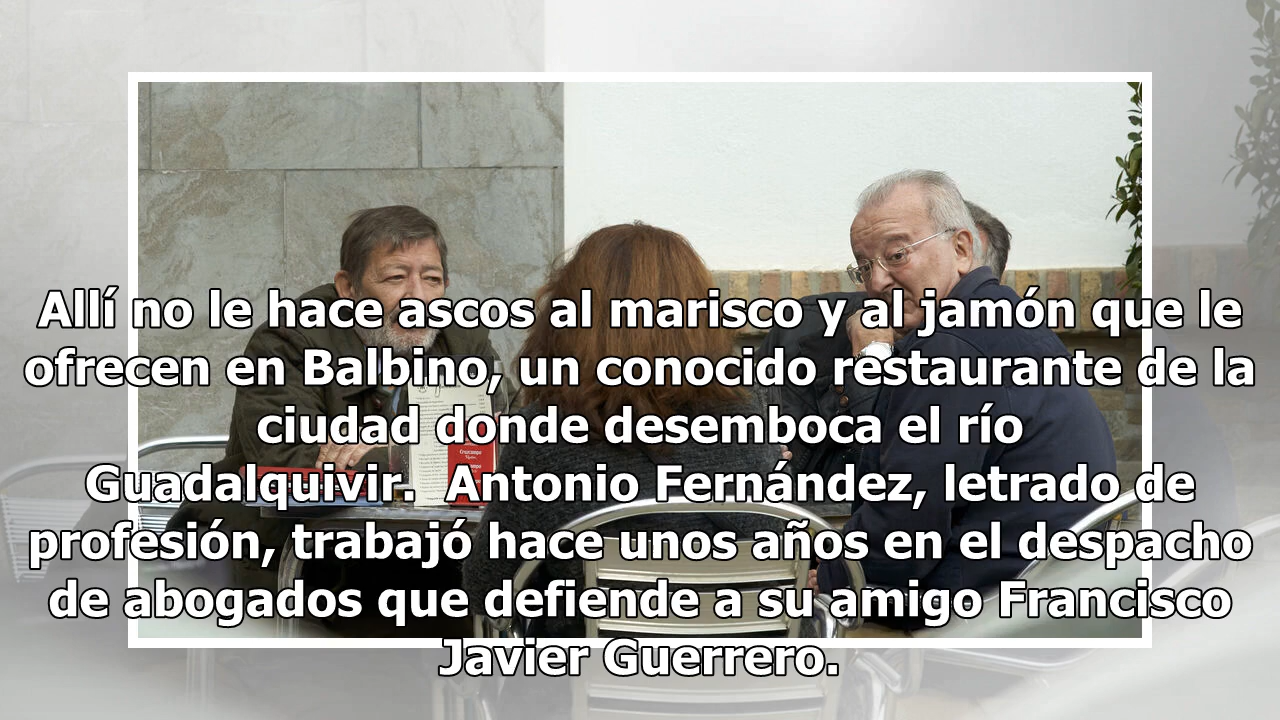 Allí no le hace ascos al marisco y al jamón que le
ofrecen en Balbino, un conocido restaurante de la
ciudad donde desemboca el río
Guadalquivir.  Antonio Fernández, letrado de
profesión, trabajó hace unos años en el despacho
de abogados que defiende a su amigo Francisco
Javier Guerrero.
Cruzcampo